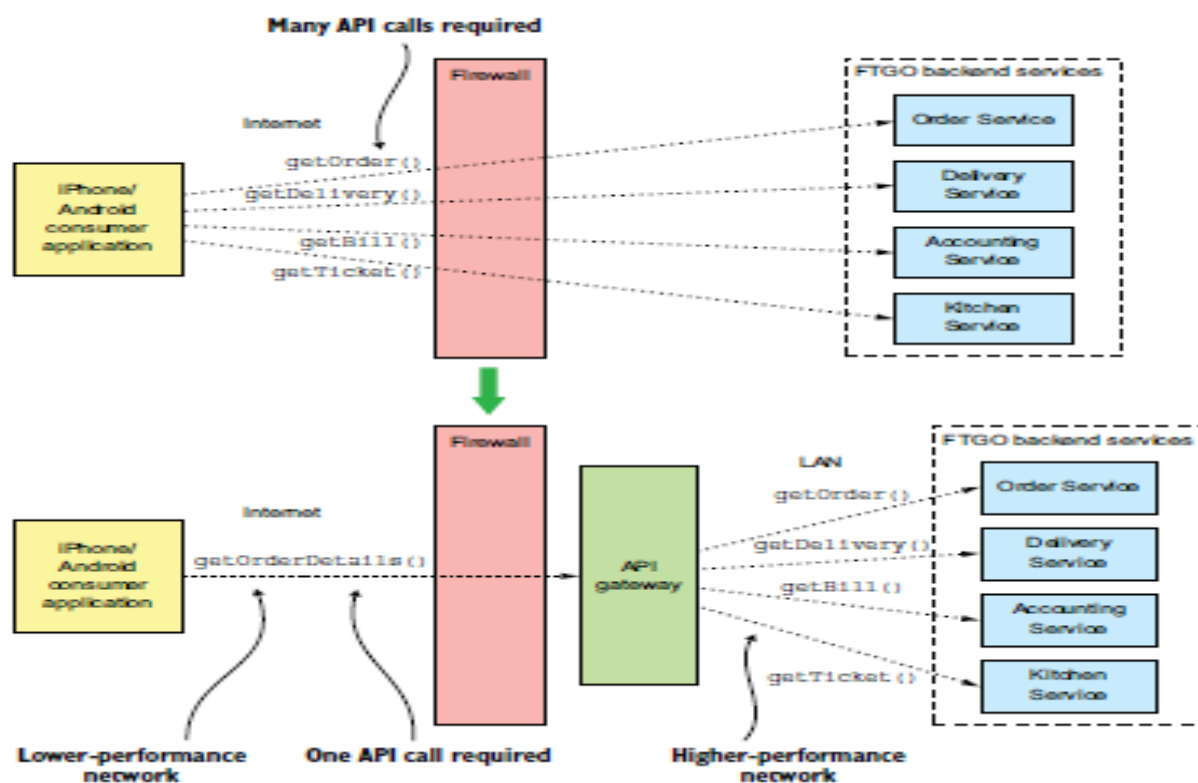 Many API calls required
Firewall
FTGO backend services
Internet
Order Service
getOrder()
iPhone/
Android
consumer
application
getDelivery()
Delivery
Service
getBill()
Accounting
Service
getTicket()
Kitchen
Service
Firewall
FTGO backend services
LAN
Order Service
getOrder()
Internet
iPhone/
Android
consumer
application
getOrderDetails()
API
gateway
getDelivery()
Delivery
Service
getBill()
Accounting
Service
getTicket()
Kitchen
Service
Lower-performance
network
One API call required
Higher-performance
network